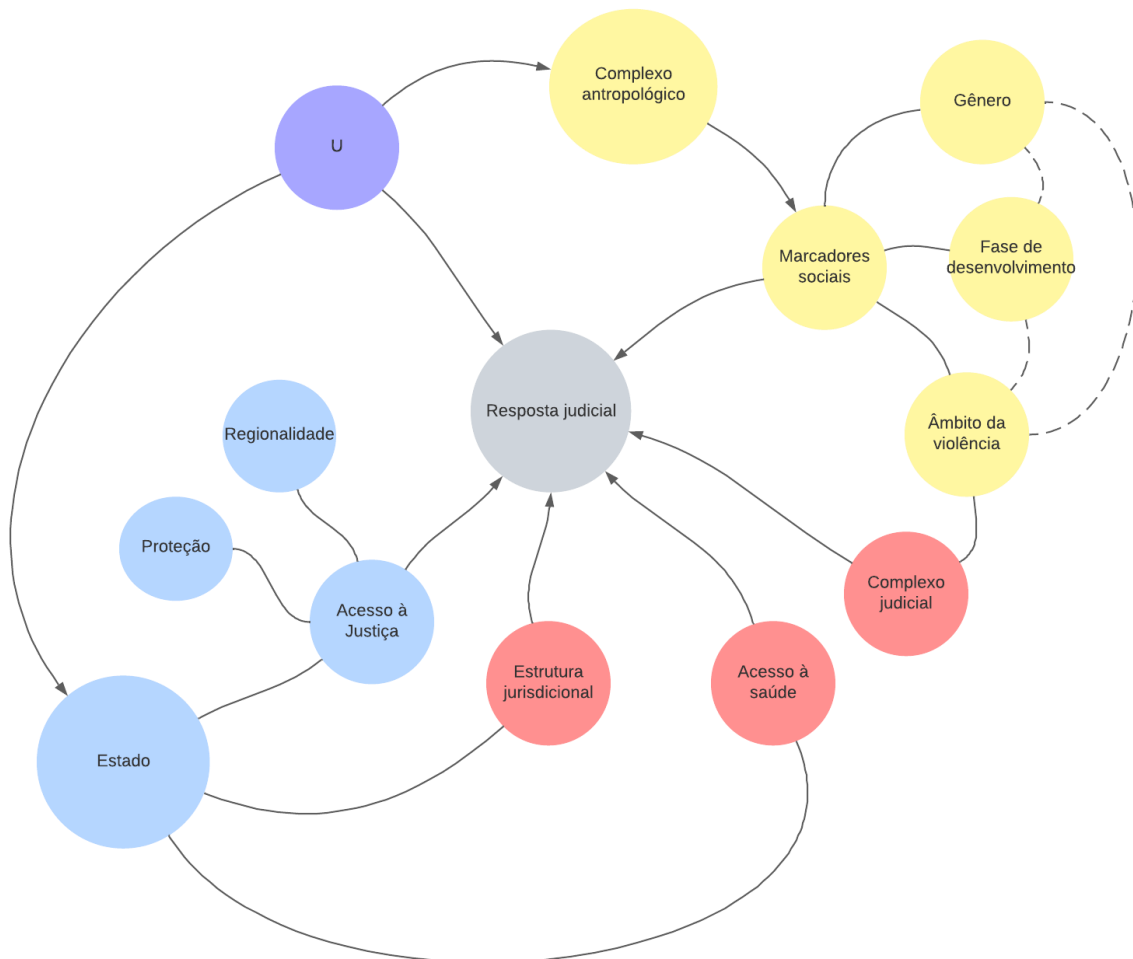 Complexo
antropológico
Gênero
U
Fase de
desenvolvimento
Marcadores
sociais
Resposta judicial
Regionalidade
Âmbito da
violência
Proteção
Complexo
judicial
Acesso à
Justiça
Estrutura
jurisdicional
Acesso à
saúde
Estado